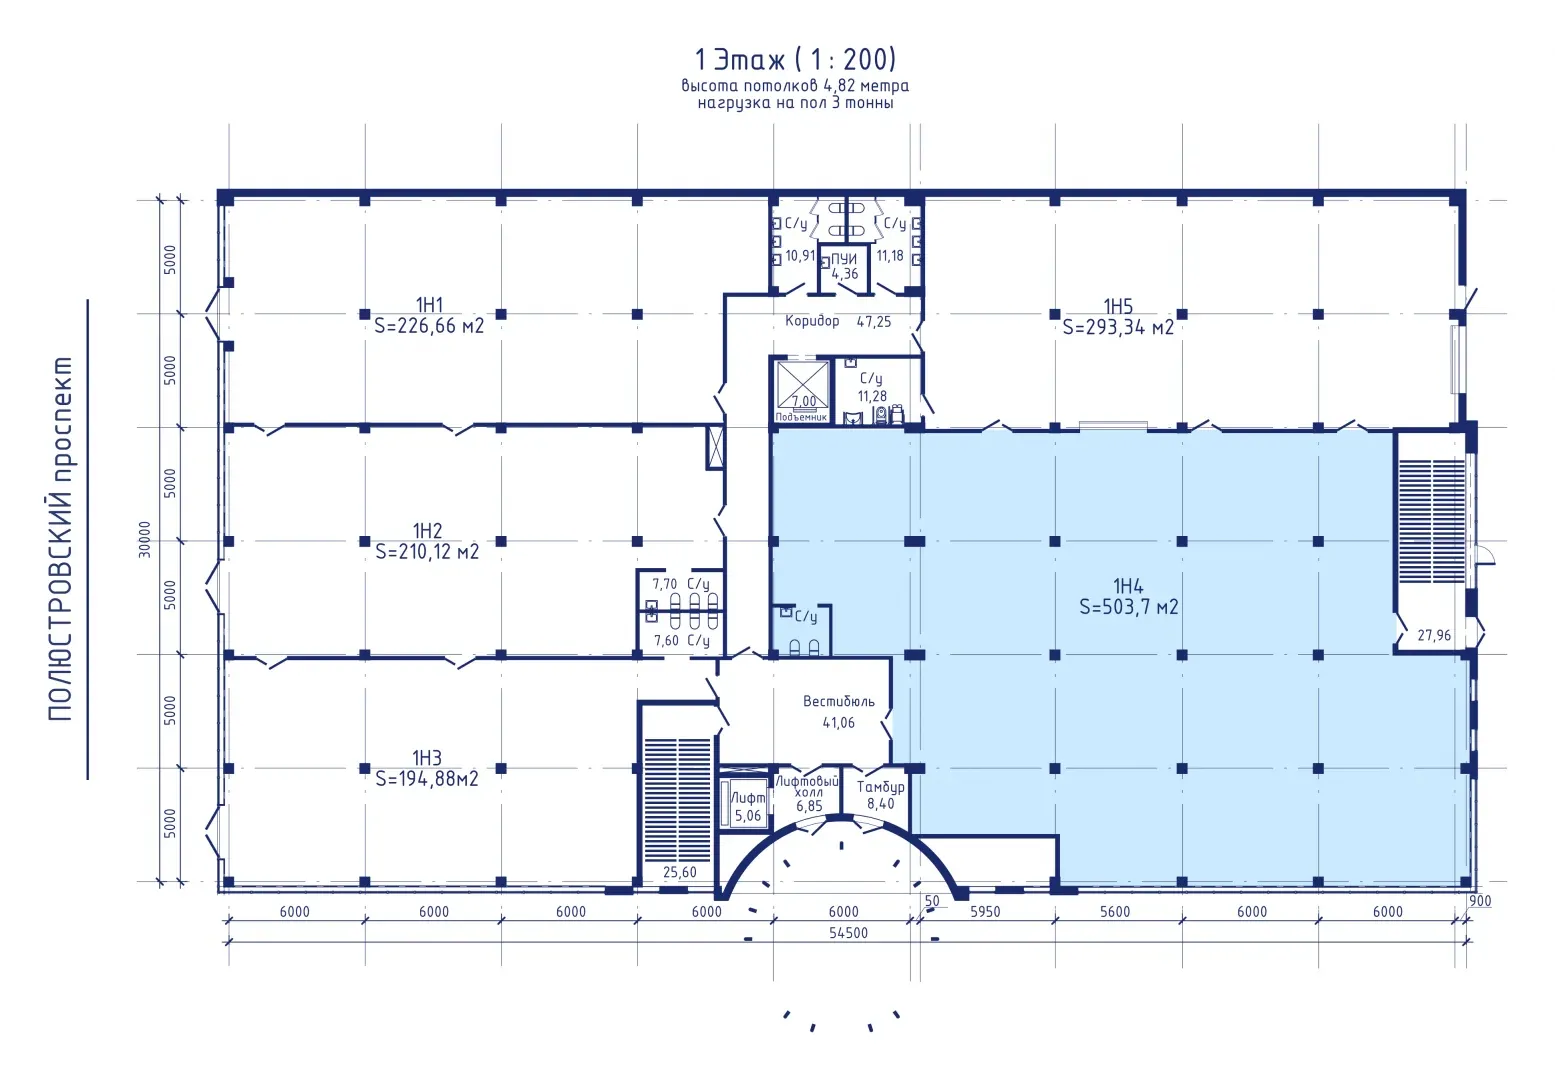 1 Этаж ( 1 : 200)
высота потолков 4,82 метра
нагрузка на пол 3 тонны
ПОЛЮСТРОВСКИЙ проспект
30000
5000
5000
5000
5000
5000
5000
1Н1
S=226,66 м2
С/у
10,91
ПУИ
4,36
С/у
11,18
Коридор 47,25
1Н5
S=293,34 м2
7,00
Подъемник
С/у
11,28
1Н2
S=210,12 м2
7,70 С/у
7,60 С/у
С/у
1Н4
S=503,7 м2
27,96
Вестибюль
41,06
1Н3
S=194,88м2
Лифт
5,06
Лифтовый
холл
6,85
Тамбур
8,40
25,60
6000
6000
6000
6000
6000
50
5950
5600
6000
6000
900
54500